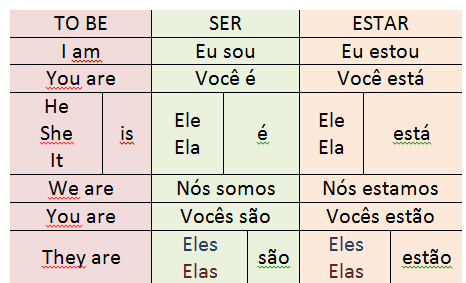 TO BE SER ESTAR
I am Eu sou Eu estou
You are Você é Você está
He
She
It
is
Ele
Ela
é
Ele
Ela
está
We are Nós somos Nós estamos
You are Vocês são Vocês estão
They are
Eles
Elas
são
Eles
Elas
estão